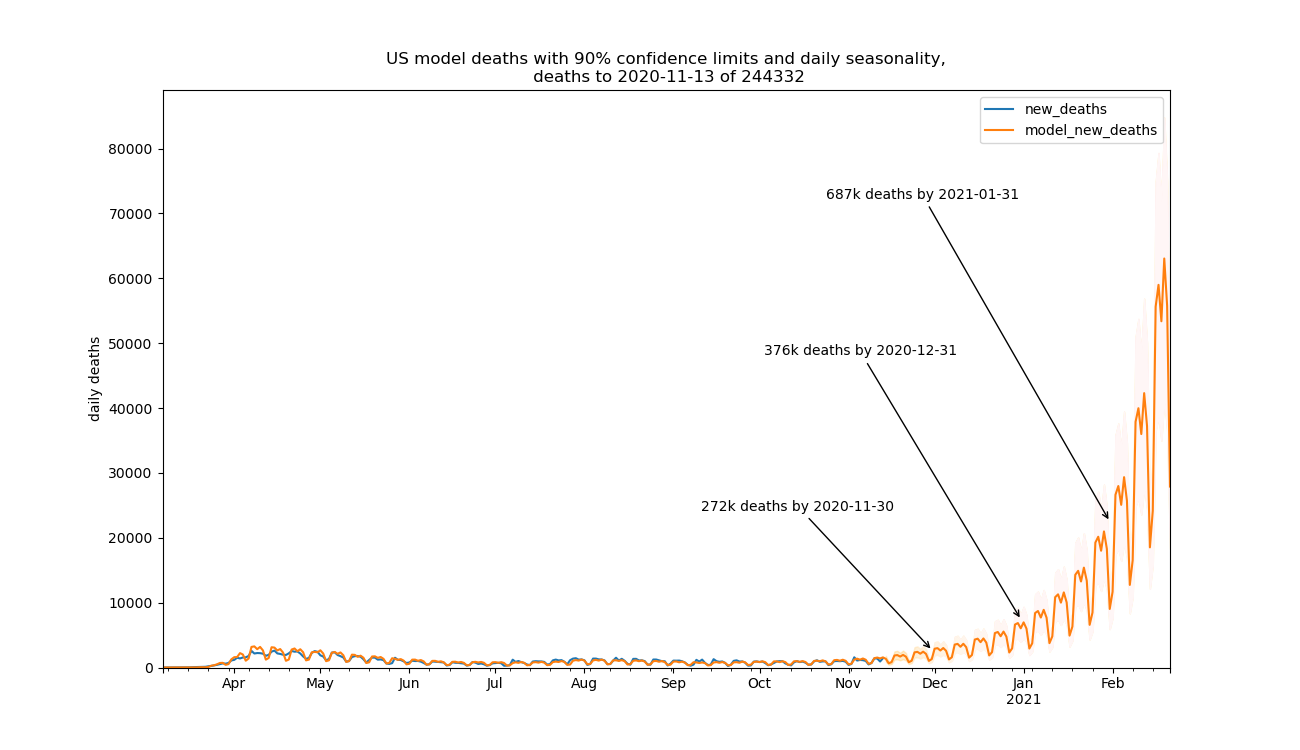 US model deaths with 90% confidence limits and daily seasonality,
deaths to 2020-11-13 of 244332
new_deaths
model_new_deaths
daily deaths
80000
70000
60000
50000
40000
30000
20000
10000
0
687k deaths by 2021-01-31
376k deaths by 2020-12-31
272k deaths by 2020-11-30
Apr May Jun Jul Aug Sep Oct Nov Dec Jan Feb
2021